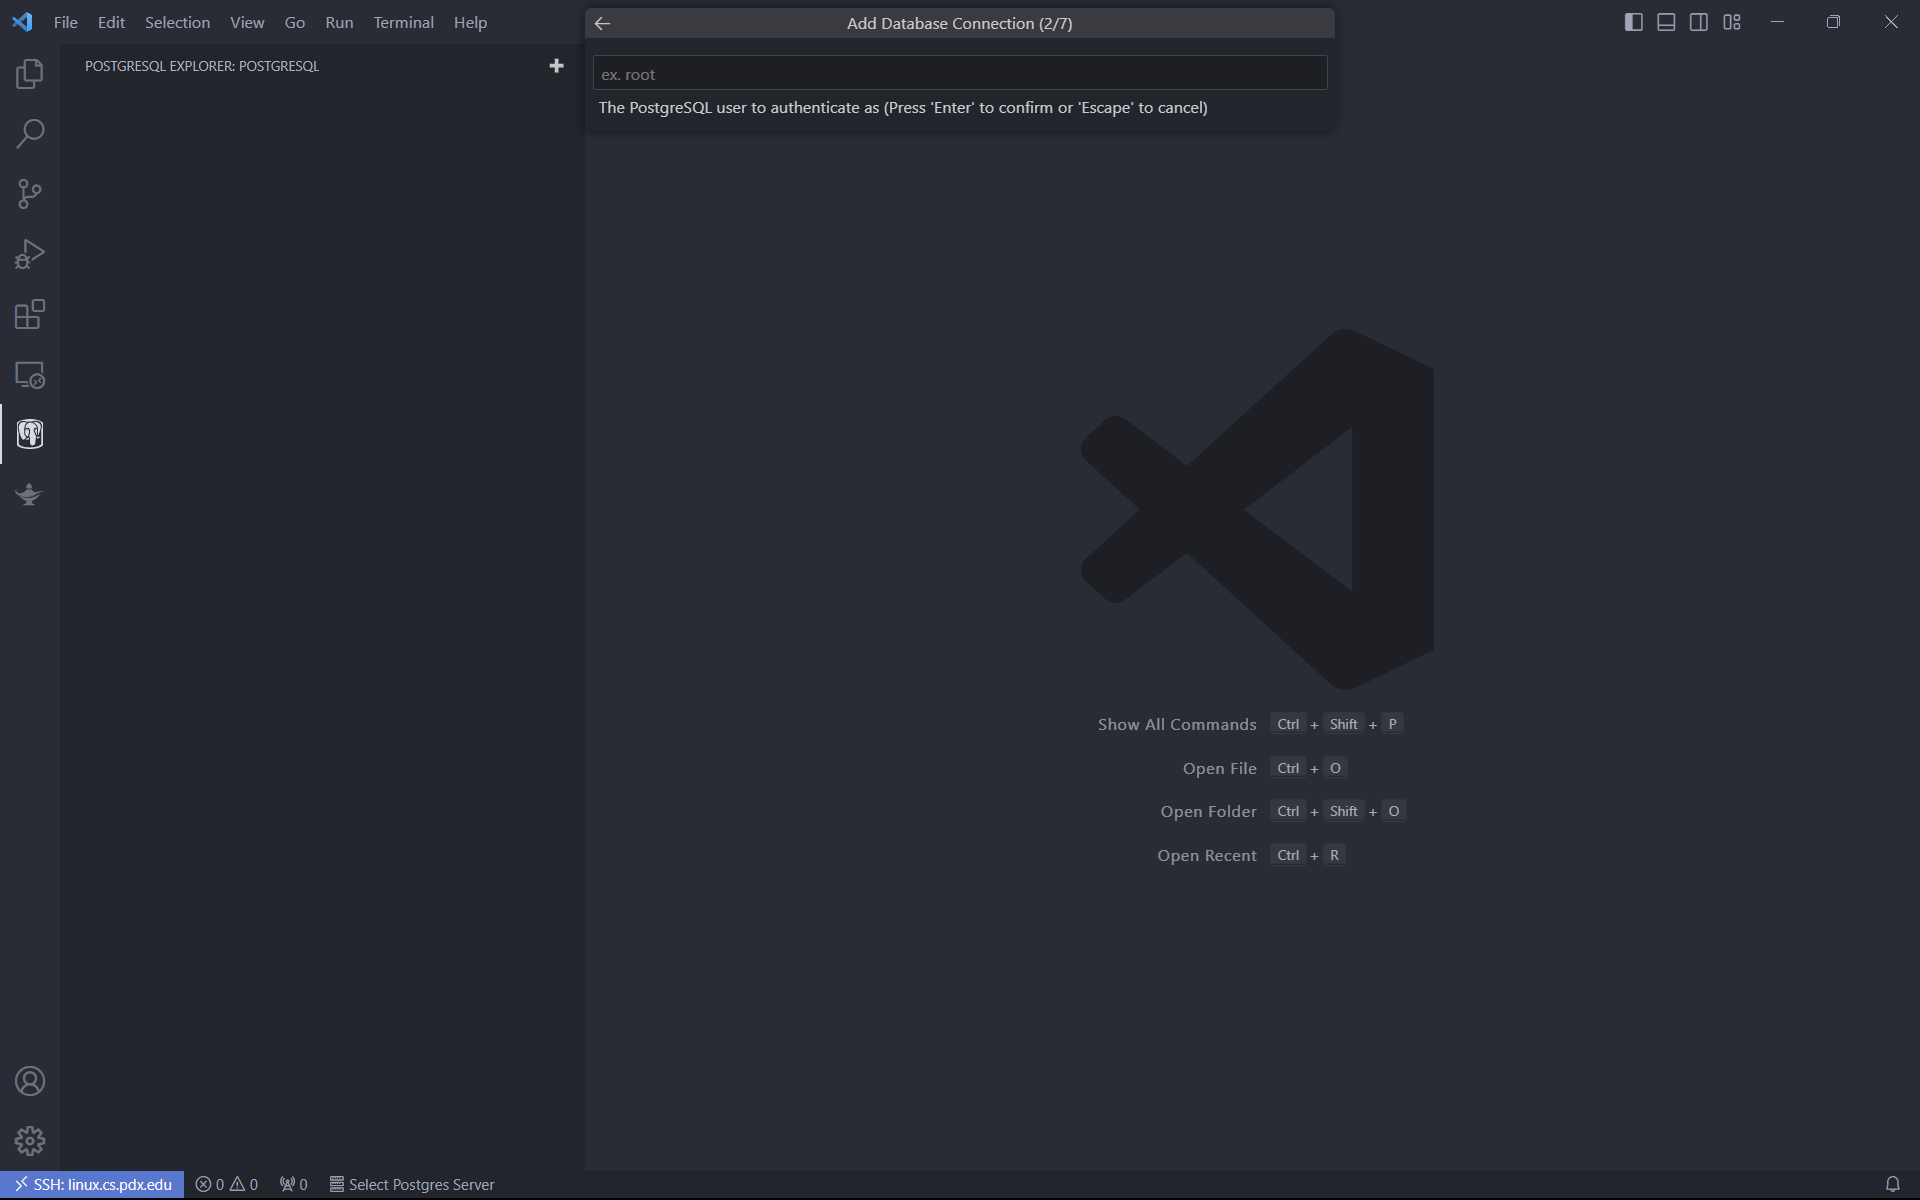 File Edit Selection View Go Run Terminal Help
Add Database Connection (2/7)
POSTGRESQL EXPLORER: POSTGRESQL
ex. root
The PostgreSQL user to authenticate as (Press 'Enter' to confirm or 'Escape' to cancel)
Show All Commands Ctrl + Shift + P
Open File Ctrl + O
Open Folder Ctrl + Shift + O
Open Recent Ctrl + R
SSH: linux.cs.pdx.edu 0 0 0 Select Postgres Server